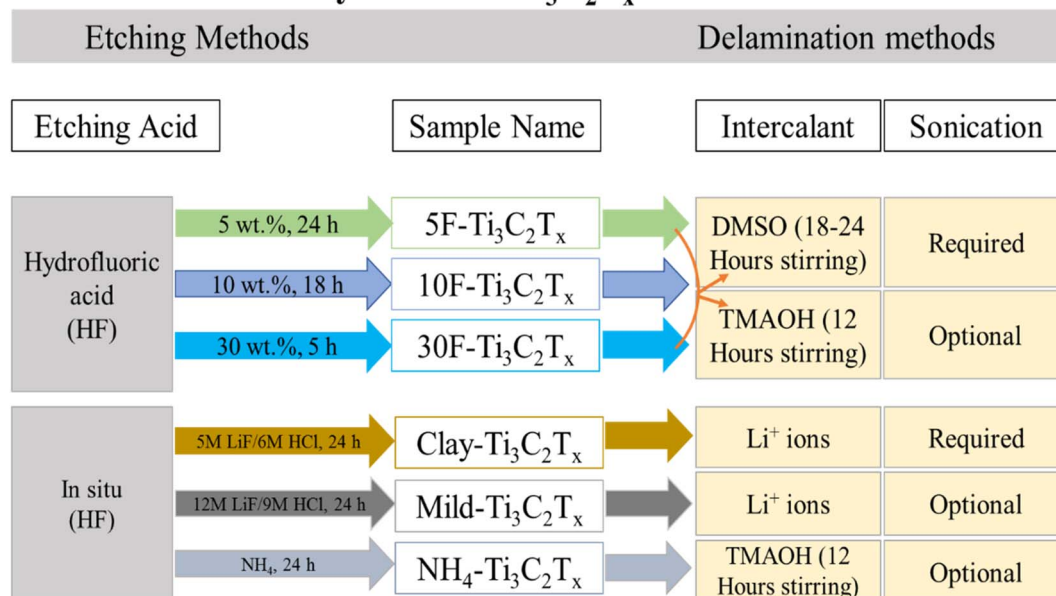 Etching Methods
Delamination methods
Etching Acid
Sample Name
Intercalant
Sonication
Hydrofluoric
acid
(HF)
5 wt.%, 24 h
5F-Ti₃C₂Tₓ
10 wt.%, 18 h
10F-Ti₃C₂Tₓ
30 wt.%, 5 h
30F-Ti₃C₂Tₓ
DMSO (18-24
Hours stirring)
Required
TMAOH (12
Hours stirring)
Optional
In situ
(HF)
5M LiF/6M HCl, 24 h
Clay-Ti₃C₂Tₓ
Li⁺ ions
Required
12M LiF/9M HCl, 24 h
Mild-Ti₃C₂Tₓ
Li⁺ ions
Optional
NH₄, 24 h
NH₄-Ti₃C₂Tₓ
TMAOH (12
Hours stirring)
Optional